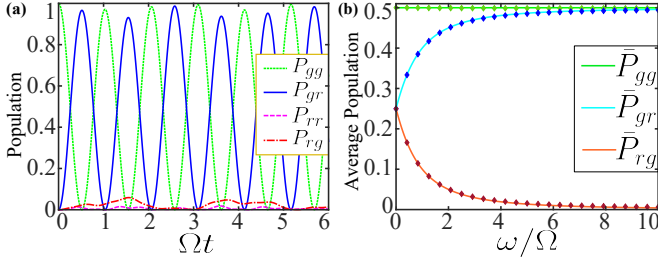 (a)
Population
1
0.8
0.6
0.4
0.2
0
P_gg
P_gr
P_rr
P_rg
0 1 2 3 4 5 6
Ωt
(b)
Average Population
0.5
0.4
0.3
0.2
0.1
0
P̄_gg
P̄_gr
P̄_rg
0 2 4 6 8 10
ω/Ω